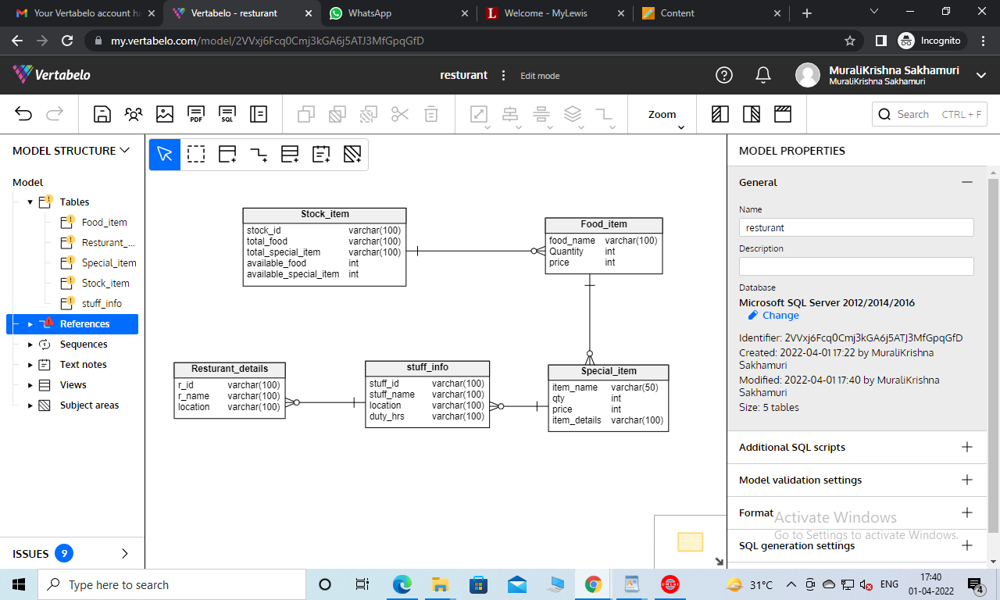 Your Vertabelo account ha
Vertabelo - resturant
WhatsApp
L Welcome - MyLewis
Content
my.vertabelo.com/model/2VVxj6Fcq0Cmj3kGA6j5ATJ3MfGpqGfD
Incognito
Vertabelo
resturant
Edit mode
MuraliKrishna Sakhamuri
MuraliKrishna Sakhamuri
PDF
SQL
Zoom
Search CTRL + F
MODEL STRUCTURE
Model
Tables
Food_item
Resturant_...
Special_item
Stock_item
stuff_info
References
Sequences
Text notes
Views
Subject areas
ISSUES 9
Stock_item
stock_id varchar(100)
total_food varchar(100)
total_special_item varchar(100)
available_food int
available_special_item int
Food_item
food_name varchar(100)
Quantity int
price int
Resturant_details
r_id varchar(100)
r_name varchar(100)
location varchar(100)
stuff_info
stuff_id varchar(100)
stuff_name varchar(100)
location varchar(100)
duty_hrs varchar(100)
Special_item
item_name varchar(50)
qty int
price int
item_details varchar(100)
MODEL PROPERTIES
General
Name
resturant
Description
Database
Microsoft SQL Server 2012/2014/2016
Change
Identifier: 2VVxj6Fcq0Cmj3kGA6j5ATJ3MfGpqGfD
Created: 2022-04-01 17:22 by MuraliKrishna
Sakhamuri
Modified: 2022-04-01 17:40 by MuraliKrishna
Sakhamuri
Size: 5 tables
Additional SQL scripts
Model validation settings
Format
SQL generation settings
Activate Windows
Go to Settings to activate Windows.
Type here to search
31°C
ENG
17:40
01-04-2022
4